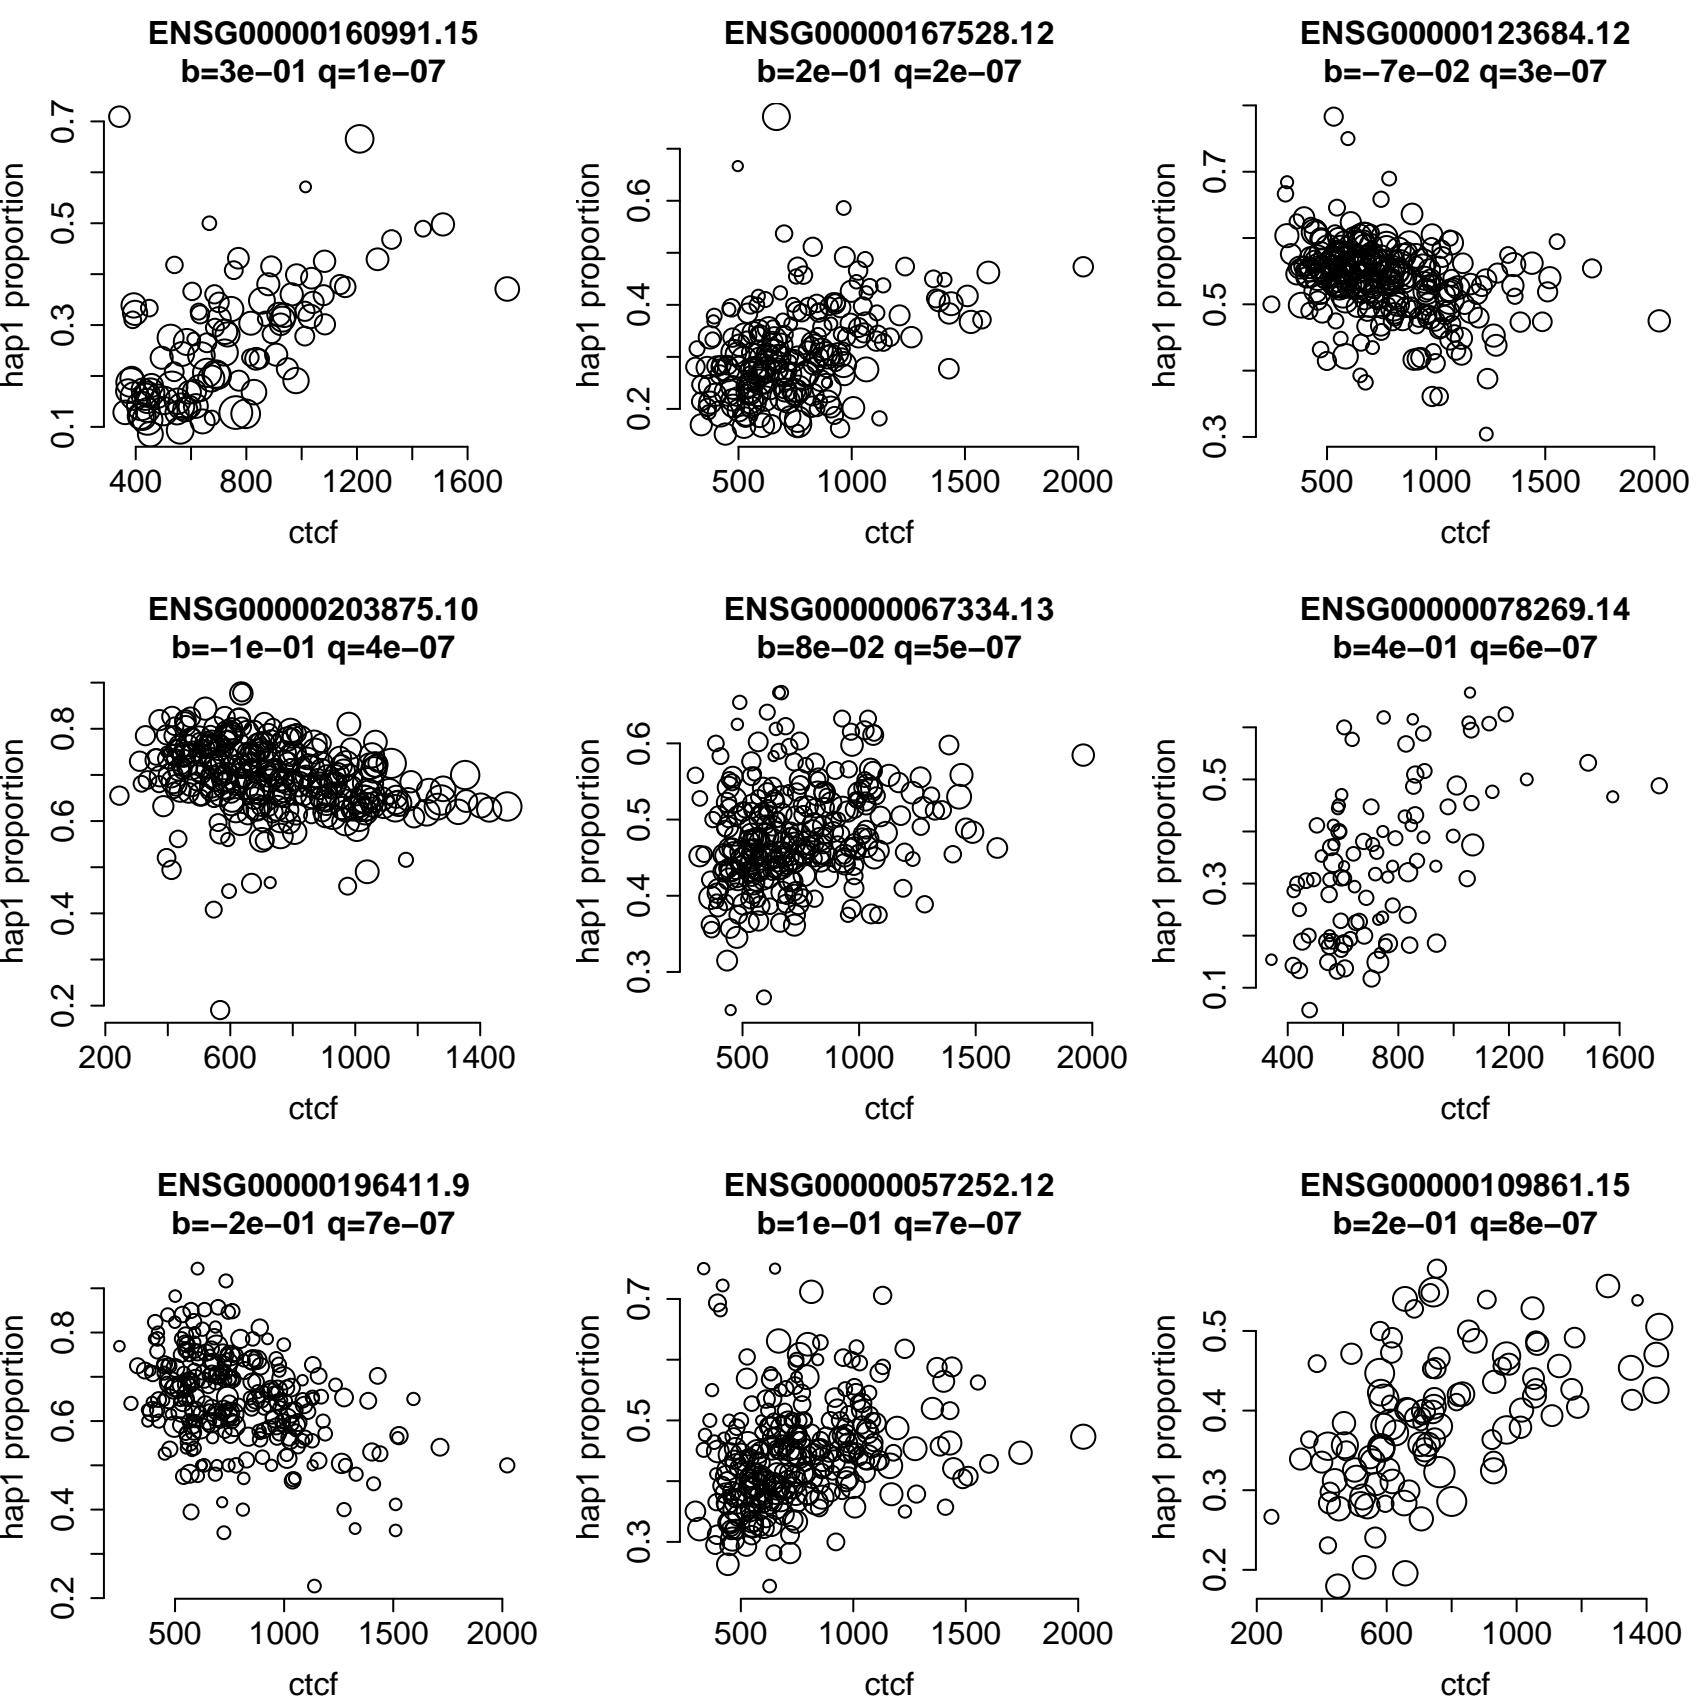 ENSG00000160991.15
b=3e−01 q=1e−07
hap1 proportion
0.1 0.3 0.5 0.7
400 800 1200 1600
ctcf
ENSG00000167528.12
b=2e−01 q=2e−07
hap1 proportion
0.2 0.4 0.6
500 1000 1500 2000
ctcf
ENSG00000123684.12
b=−7e−02 q=3e−07
hap1 proportion
0.3 0.5 0.7
500 1000 1500 2000
ctcf
ENSG00000203875.10
b=−1e−01 q=4e−07
hap1 proportion
0.2 0.4 0.6 0.8
200 600 1000 1400
ctcf
ENSG00000067334.13
b=8e−02 q=5e−07
hap1 proportion
0.3 0.4 0.5 0.6
500 1000 1500 2000
ctcf
ENSG00000078269.14
b=4e−01 q=6e−07
hap1 proportion
0.1 0.3 0.5
400 800 1200 1600
ctcf
ENSG00000196411.9
b=−2e−01 q=7e−07
hap1 proportion
0.2 0.4 0.6 0.8
500 1000 1500 2000
ctcf
ENSG00000057252.12
b=1e−01 q=7e−07
hap1 proportion
0.3 0.5 0.7
500 1000 1500 2000
ctcf
ENSG00000109861.15
b=2e−01 q=8e−07
hap1 proportion
0.2 0.3 0.4 0.5
200 600 1000 1400
ctcf